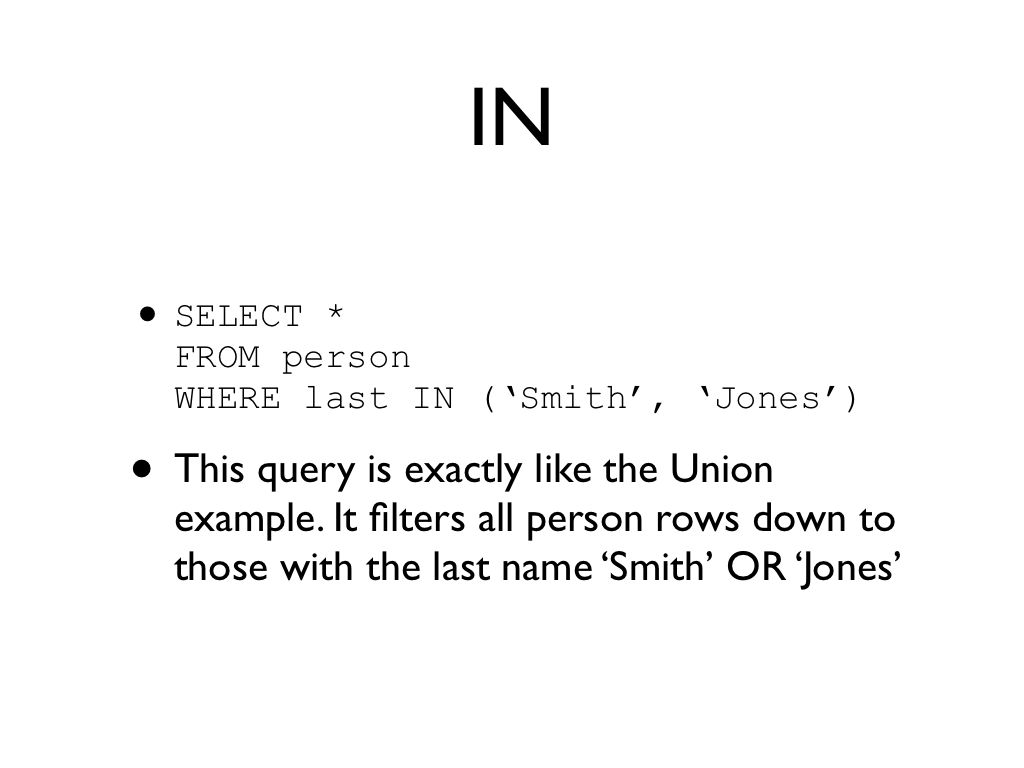 IN
• SELECT *
FROM person
WHERE last IN (‘Smith’, ‘Jones’)
• This query is exactly like the Union
example. It filters all person rows down to
those with the last name ‘Smith’ OR ‘Jones’